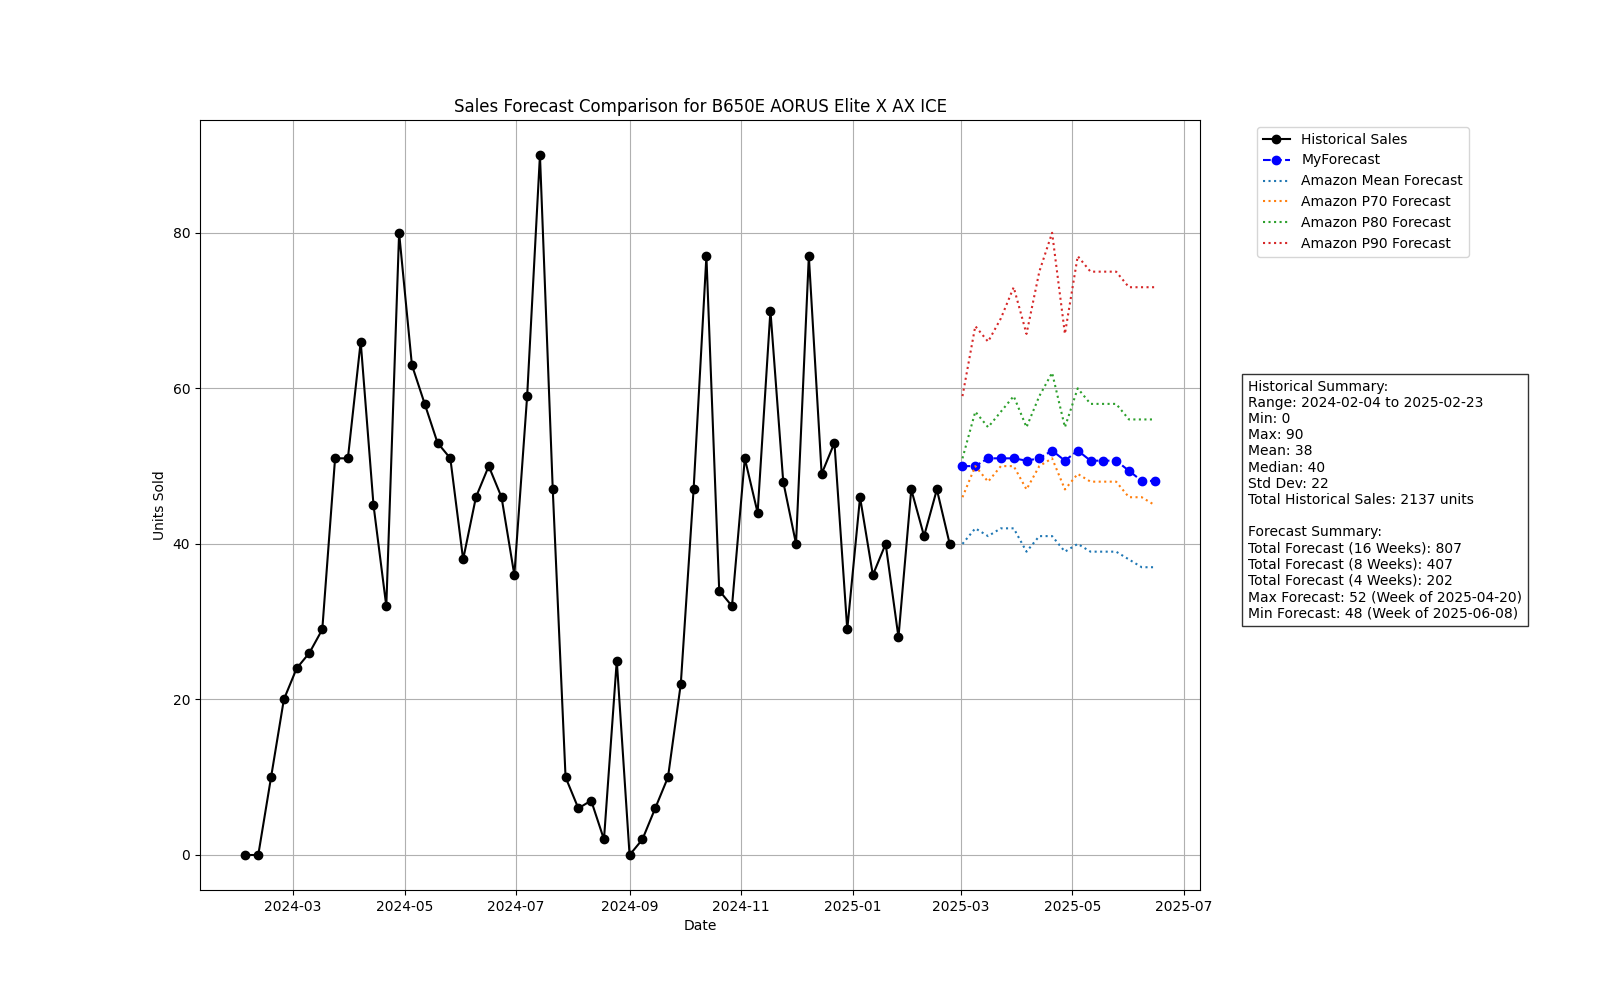 Sales Forecast Comparison for B650E AORUS Elite X AX ICE
Historical Sales
MyForecast
Amazon Mean Forecast
Amazon P70 Forecast
Amazon P80 Forecast
Amazon P90 Forecast
80
60
40
20
0
Units Sold
Historical Summary:
Range: 2024-02-04 to 2025-02-23
Min: 0
Max: 90
Mean: 38
Median: 40
Std Dev: 22
Total Historical Sales: 2137 units
Forecast Summary:
Total Forecast (16 Weeks): 807
Total Forecast (8 Weeks): 407
Total Forecast (4 Weeks): 202
Max Forecast: 52 (Week of 2025-04-20)
Min Forecast: 48 (Week of 2025-06-08)
2024-03 2024-05 2024-07 2024-09 2024-11 2025-01 2025-03 2025-05 2025-07
Date